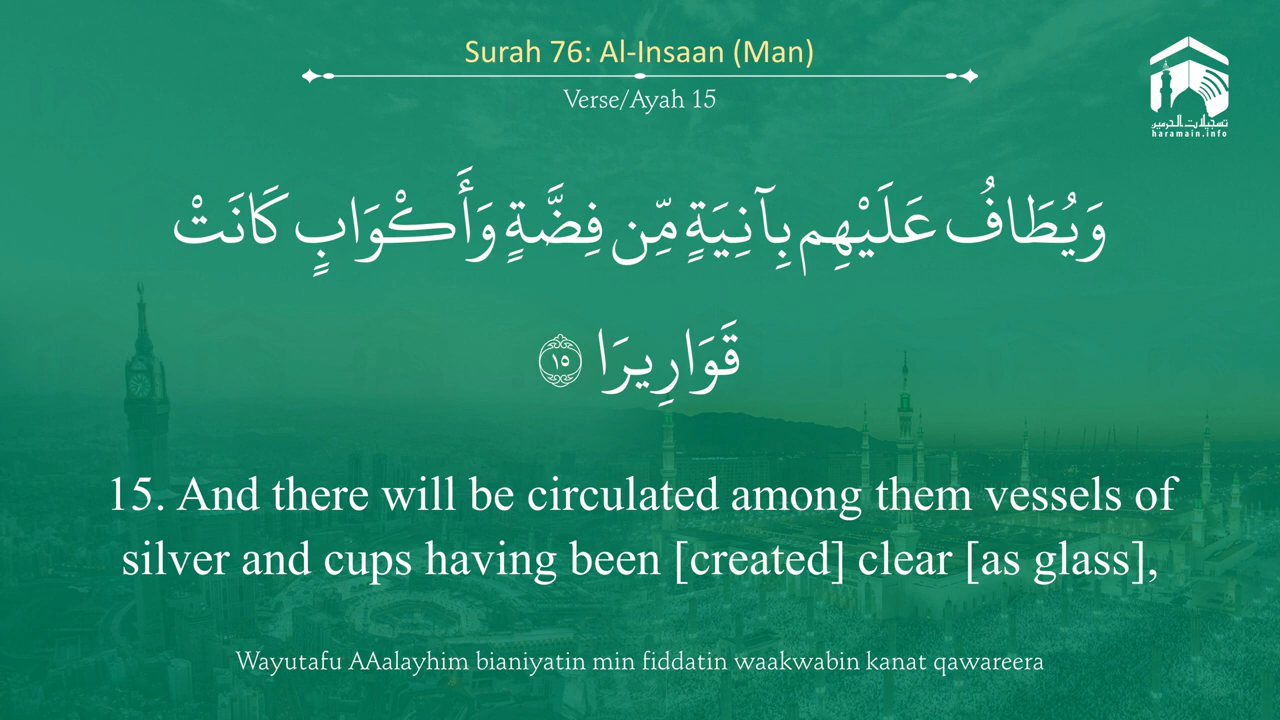 Surah 76: Al-Insaan (Man)
Verse/Ayah 15
تسجيلات الحرمين
haramain.info
وَيُطَافُ عَلَيْهِم بِآنِيَةٍ مِّن فِضَّةٍ وَأَكْوَابٍ كَانَتْ
قَوَارِيرَا ١٥
15. And there will be circulated among them vessels of
silver and cups having been [created] clear [as glass],
Wayutafu AAalayhim bianiyatin min fiddatin waakwabin kanat qawareera